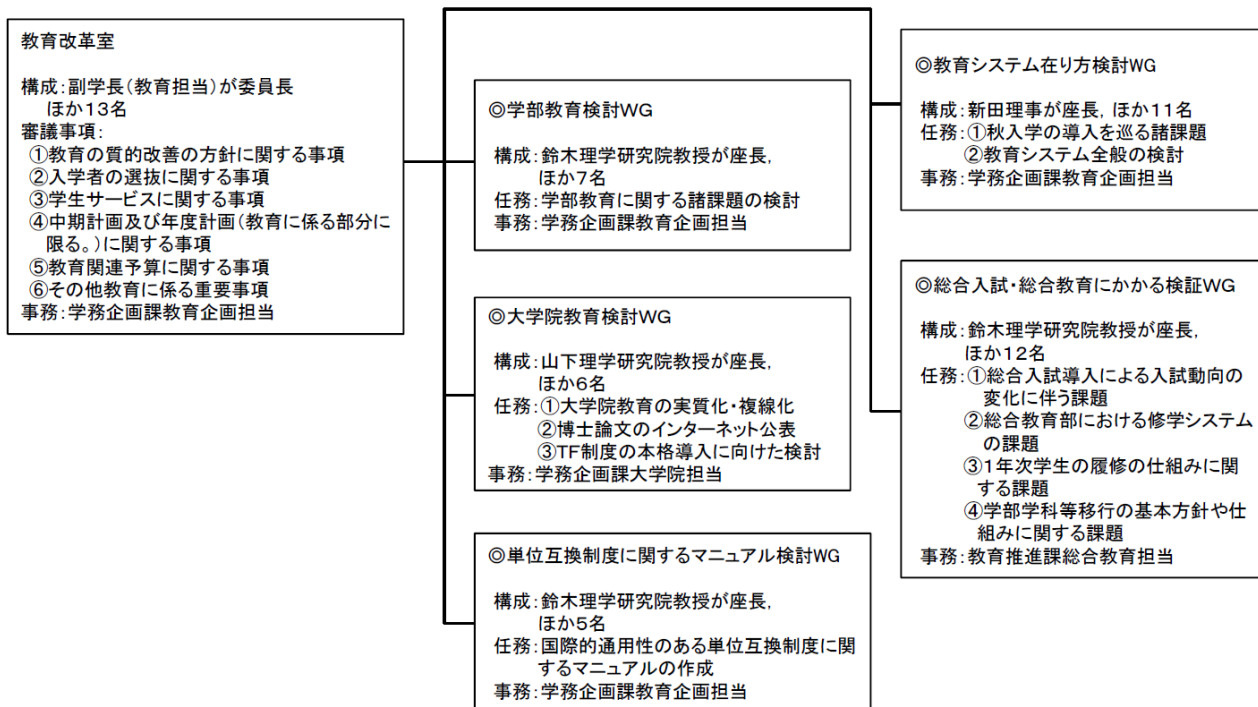 教育改革室
構成:副学長(教育担当)が委員長
ほか13名
審議事項:
①教育の質的改善の方針に関する事項
②入学者の選抜に関する事項
③学生サービスに関する事項
④中期計画及び年度計画(教育に係る部分に
限る。)に関する事項
⑤教育関連予算に関する事項
⑥その他教育に係る重要事項
事務:学務企画課教育企画担当
◎学部教育検討WG
構成:鈴木理学研究院教授が座長,
ほか7名
任務:学部教育に関する諸課題の検討
事務:学務企画課教育企画担当
◎大学院教育検討WG
構成:山下理学研究院教授が座長,
ほか6名
任務:①大学院教育の実質化・複線化
②博士論文のインターネット公表
③TF制度の本格導入に向けた検討
事務:学務企画課大学院担当
◎単位互換制度に関するマニュアル検討WG
構成:鈴木理学研究院教授が座長,
ほか5名
任務:国際的通用性のある単位互換制度に関
するマニュアルの作成
事務:学務企画課教育企画担当
◎教育システム在り方検討WG
構成:新田理事が座長,ほか11名
任務:①秋入学の導入を巡る諸課題
②教育システム全般の検討
事務:学務企画課教育企画担当
◎総合入試・総合教育にかかる検証WG
構成:鈴木理学研究院教授が座長,
ほか12名
任務:①総合入試導入による入試動向の
変化に伴う課題
②総合教育部における修学システム
の課題
③1年次学生の履修の仕組みに関
する課題
④学部学科等移行の基本方針や仕
組みに関する課題
事務:教育推進課総合教育担当